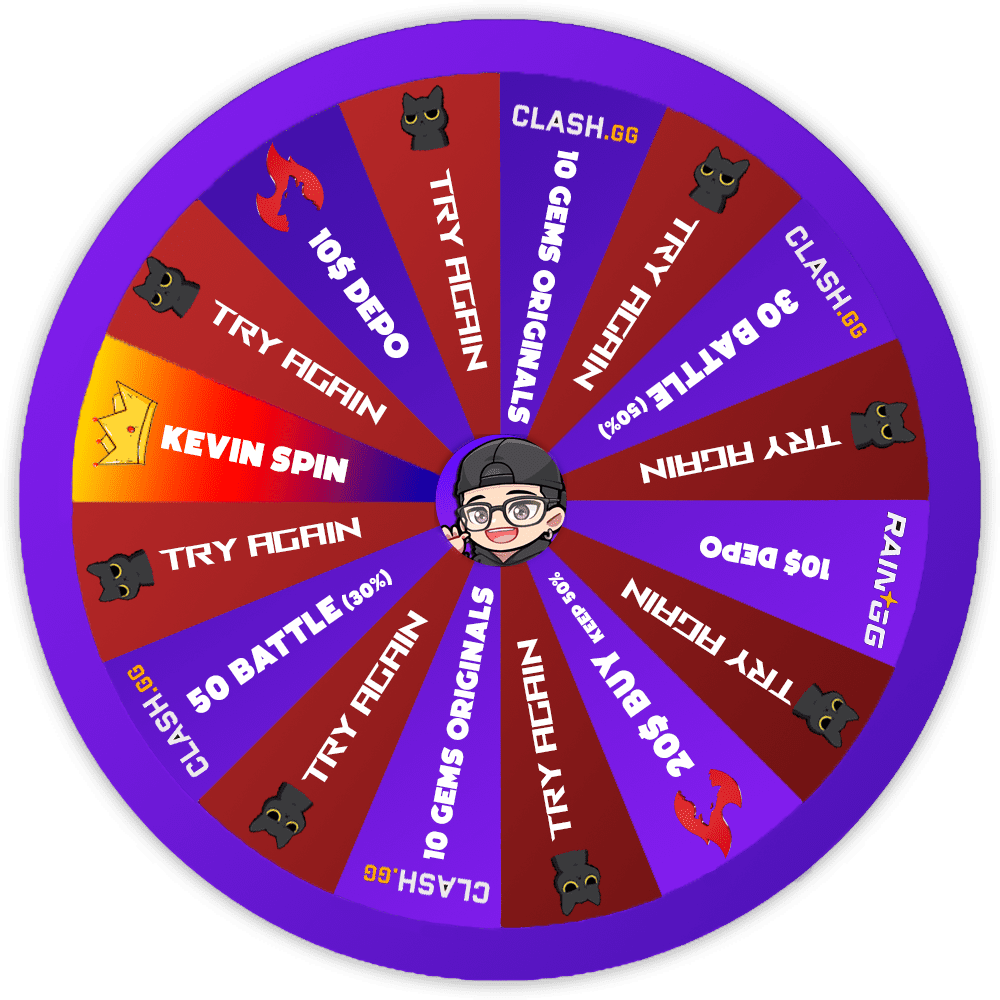 CLASH.GG
10 GEMS ORIGINALS
TRY AGAIN
CLASH.GG
30 BATTLE (50%)
TRY AGAIN
RAIN GG
10$ DEPO
TRY AGAIN
20$ BUY KEEP 50%
TRY AGAIN
CLASH.GG
10 GEMS ORIGINALS
TRY AGAIN
CLASH.GG
50 BATTLE (30%)
TRY AGAIN
KEVIN SPIN
TRY AGAIN
10$ DEPO
TRY AGAIN